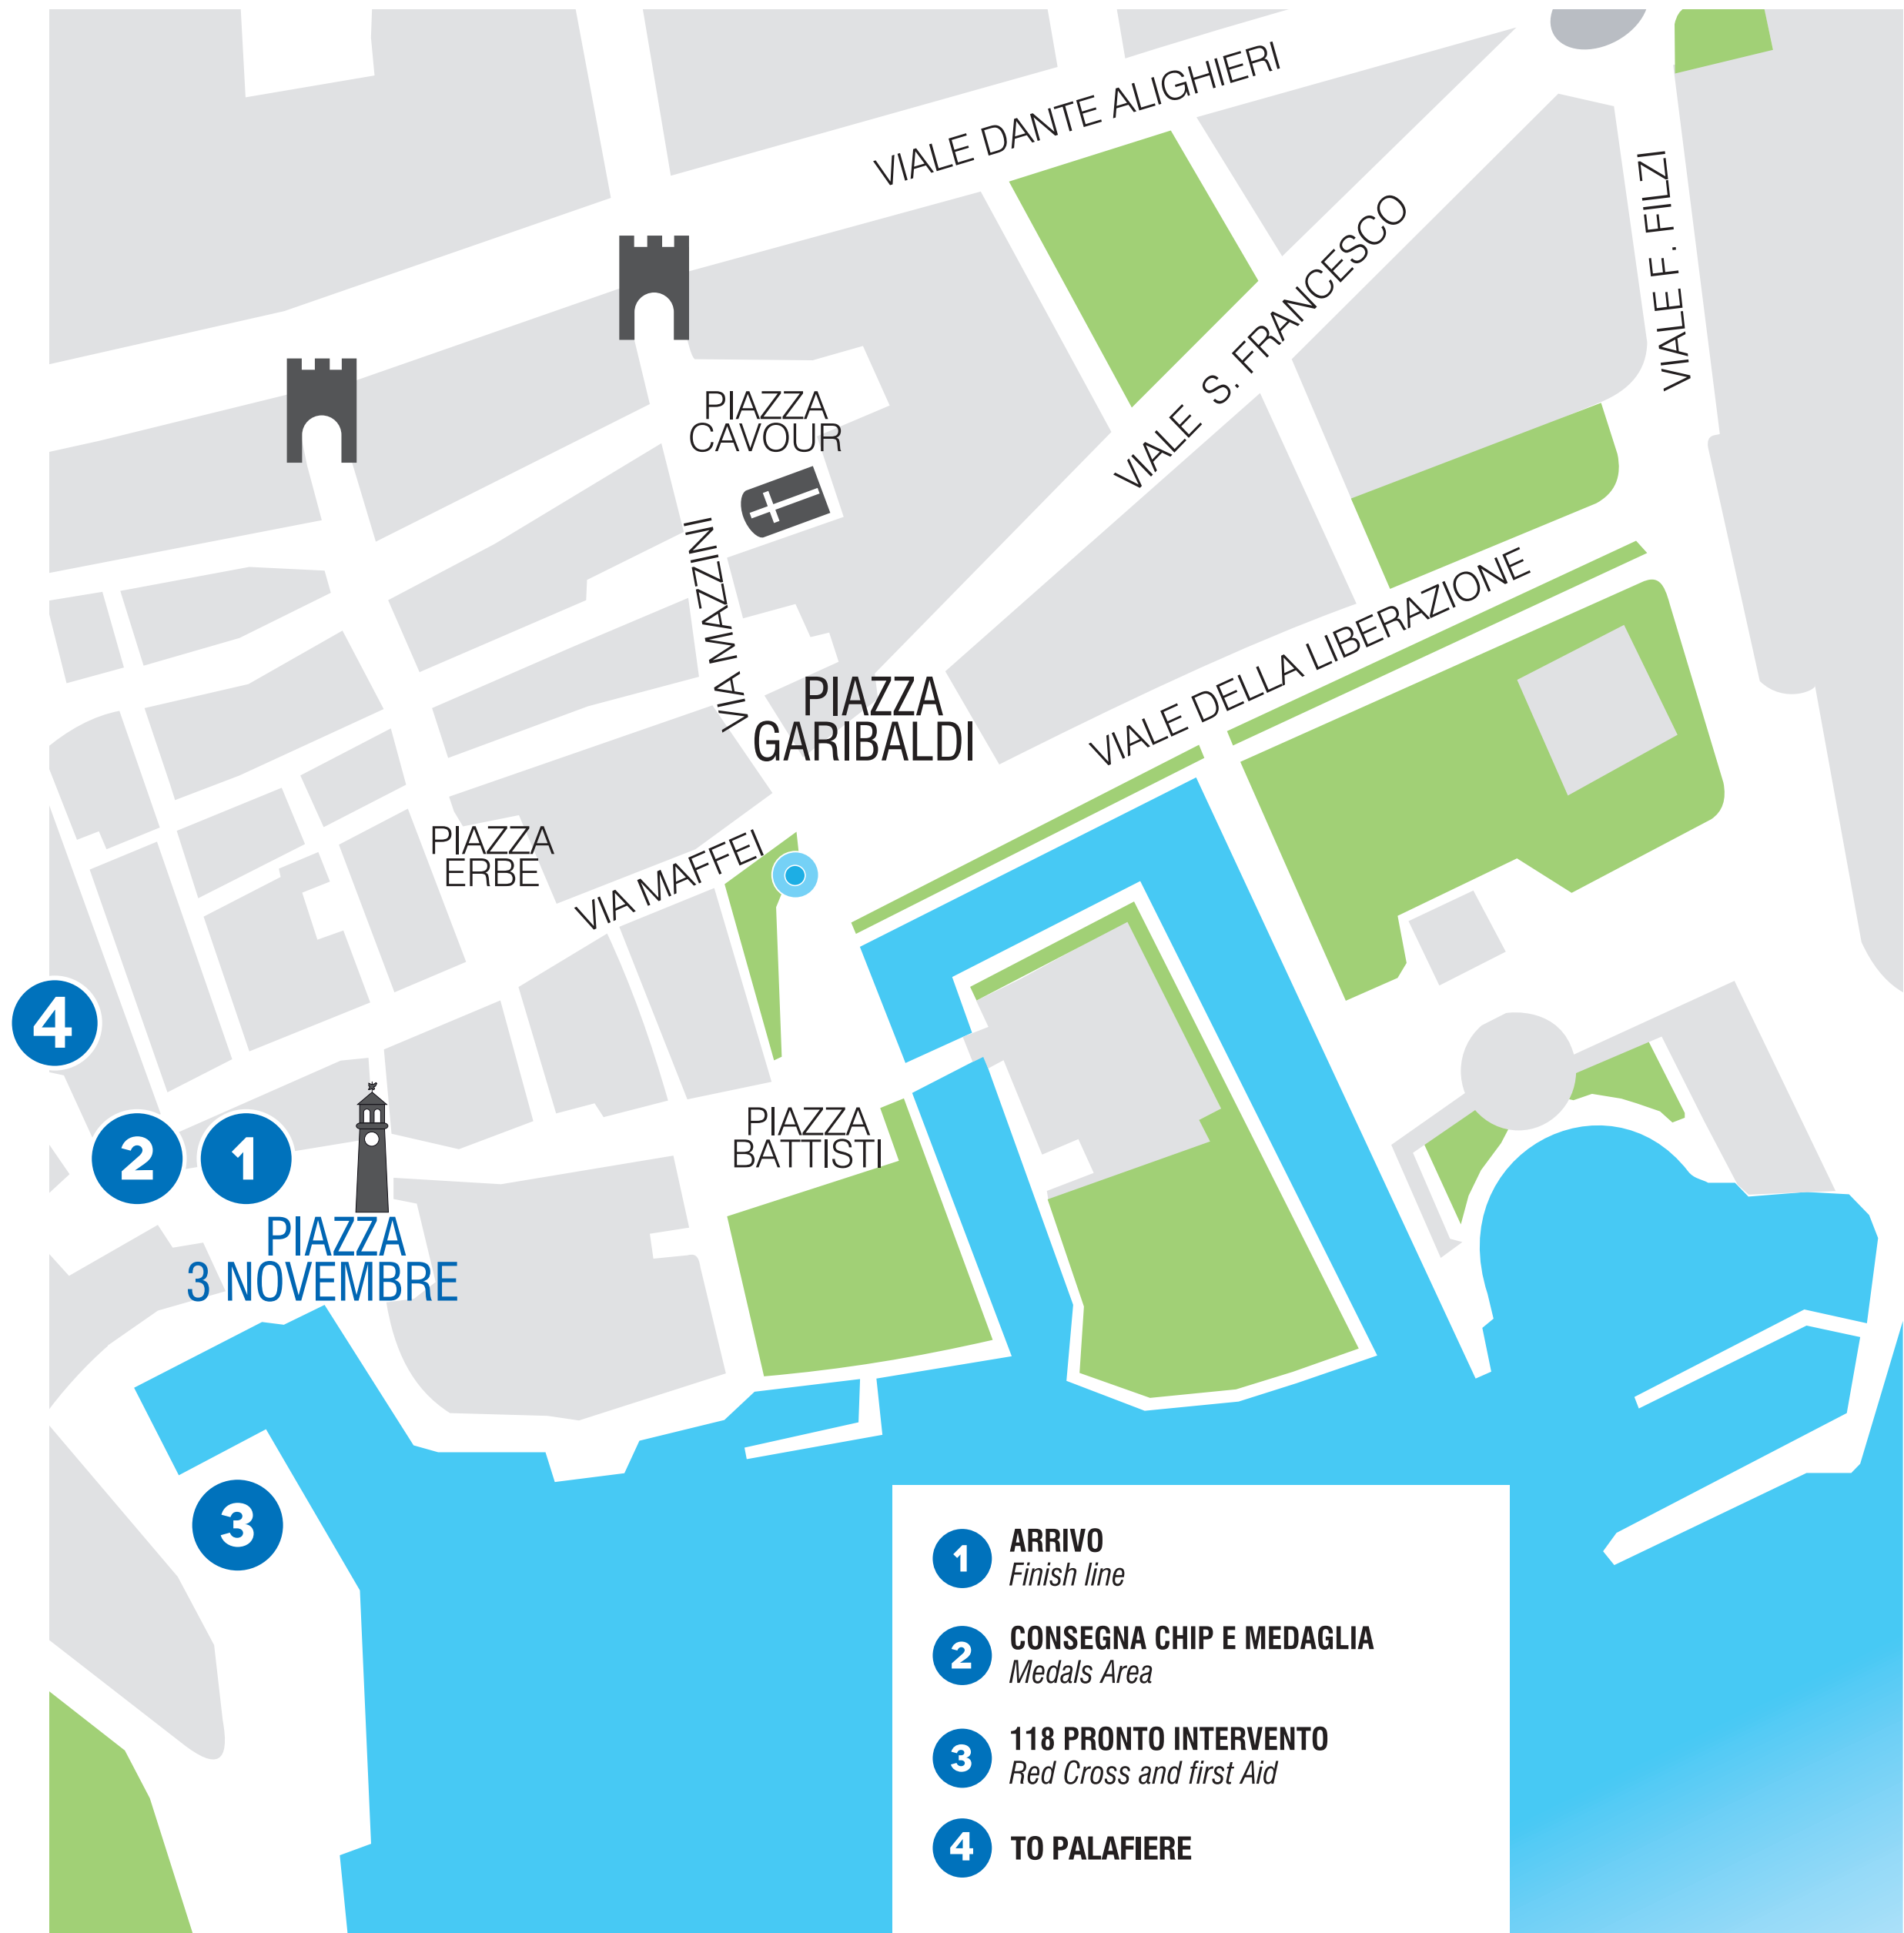 VIALE DANTE ALIGHIERI
VIALE F. FILZI
VIALE S. FRANCESCO
PIAZZA
CAVOUR
VIA MAZZINI
VIALE DELLA LIBERAZIONE
PIAZZA
GARIBALDI
PIAZZA
ERBE
VIA MAFFEI
4
2
1
PIAZZA
BATTISTI
PIAZZA
3 NOVEMBRE
3
1
ARRIVO
Finish line
2
CONSEGNA CHIP E MEDAGLIA
Medals Area
3
118 PRONTO INTERVENTO
Red Cross and first Aid
4
TO PALAFIERE